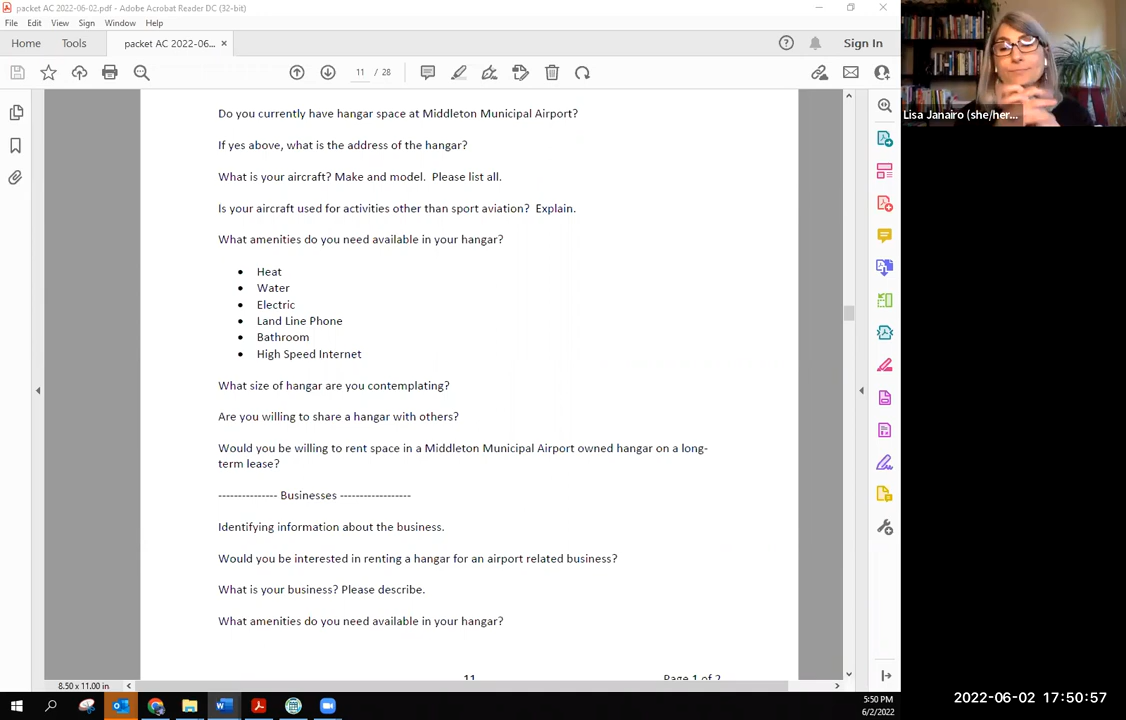 packet AC 2022-06-02.pdf - Adobe Acrobat Reader DC (32-bit)
File Edit View Sign Window Help
Home Tools packet AC 2022-06... × Sign In
11 / 28
Do you currently have hangar space at Middleton Municipal Airport?
If yes above, what is the address of the hangar?
What is your aircraft? Make and model.  Please list all.
Is your aircraft used for activities other than sport aviation?  Explain.
What amenities do you need available in your hangar?
• Heat
• Water
• Electric
• Land Line Phone
• Bathroom
• High Speed Internet
What size of hangar are you contemplating?
Are you willing to share a hangar with others?
Would you be willing to rent space in a Middleton Municipal Airport owned hangar on a long-
term lease?
--------------- Businesses ------------------
Identifying information about the business.
Would you be interested in renting a hangar for an airport related business?
What is your business? Please describe.
What amenities do you need available in your hangar?
11 Page 1 of 2
8.50 x 11.00 in
Lisa Janairo (she/her...
5:50 PM
6/2/2022
2022-06-02 17:50:57